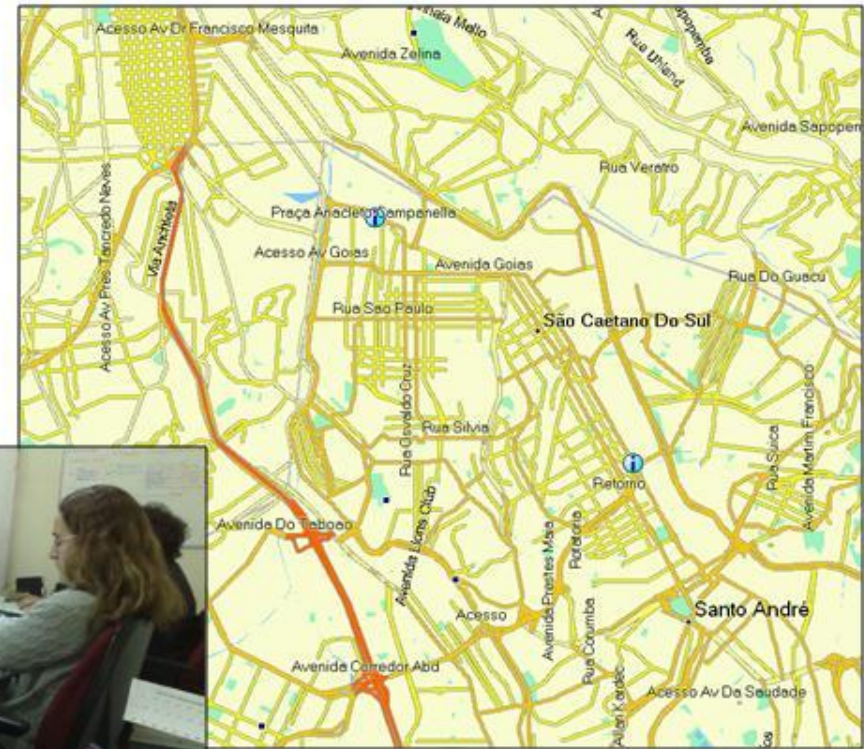 Acesso Av Dr Francisco Mesquita
Avenida Zelina
Rua Uhland
Avenida Sapopem
Rua Veratro
Acesso Av Pres. Tancredo Neves
Via Anchieta
Praça Anacleto Campanella
Acesso Av Goias
Avenida Goias
Rua Do Guacu
Rua Sao Paulo
São Caetano Do Sul
Rua Osvaldo Cruz
Rua Silvia
Rua Suica
Avenida Martim Francisco
Retorno
Avenida Do Taboao
Avenida Lions Club
Avenida Prestes Maia
Acesso
Santo André
Rua Corumba
Avenida Corredor Abd
Allan Kardec
Acesso Av Da Saudade